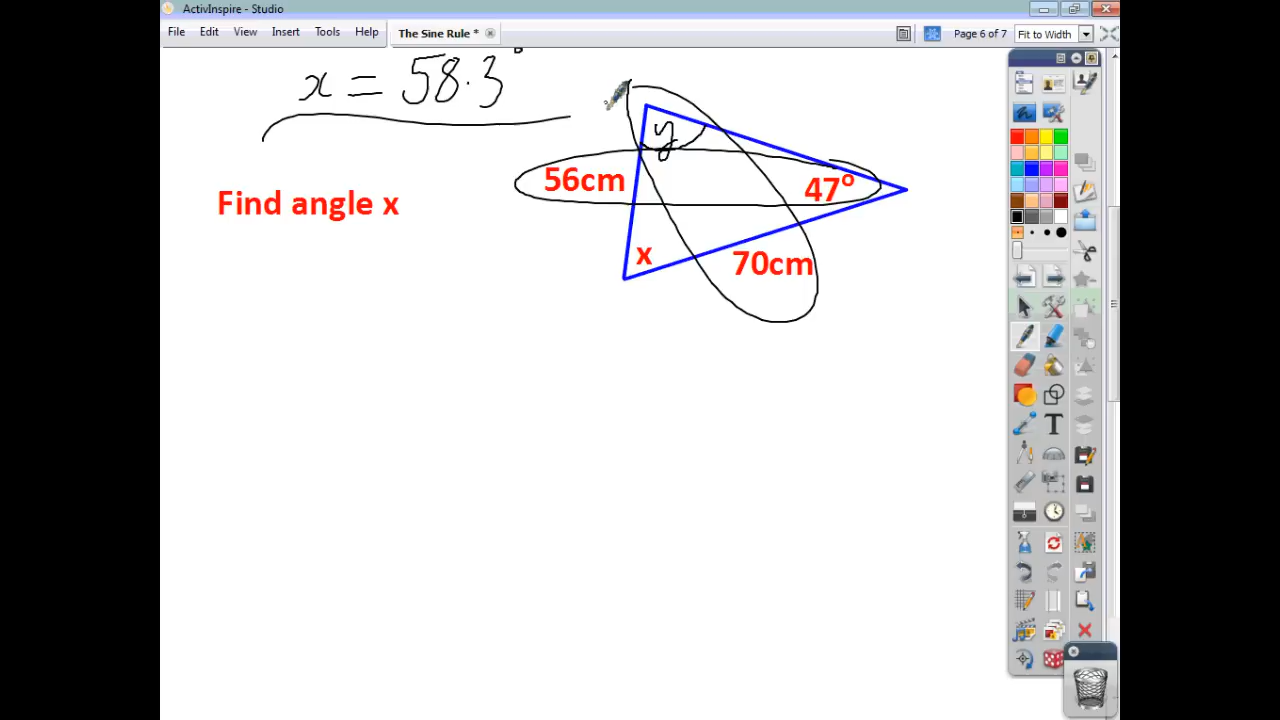 ActivInspire - Studio
File Edit View Insert Tools Help
The Sine Rule *
Page 6 of 7
Fit to Width
x = 58.3°
y
56cm
47º
Find angle x
x
70cm